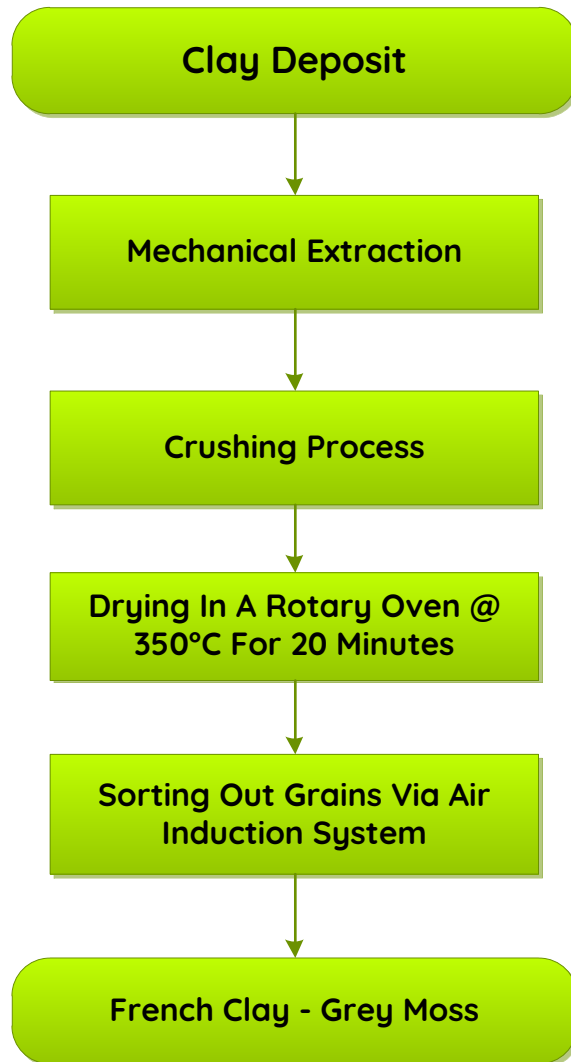 Clay Deposit
Mechanical Extraction
Crushing Process
Drying In A Rotary Oven @
350°C For 20 Minutes
Sorting Out Grains Via Air
Induction System
French Clay - Grey Moss